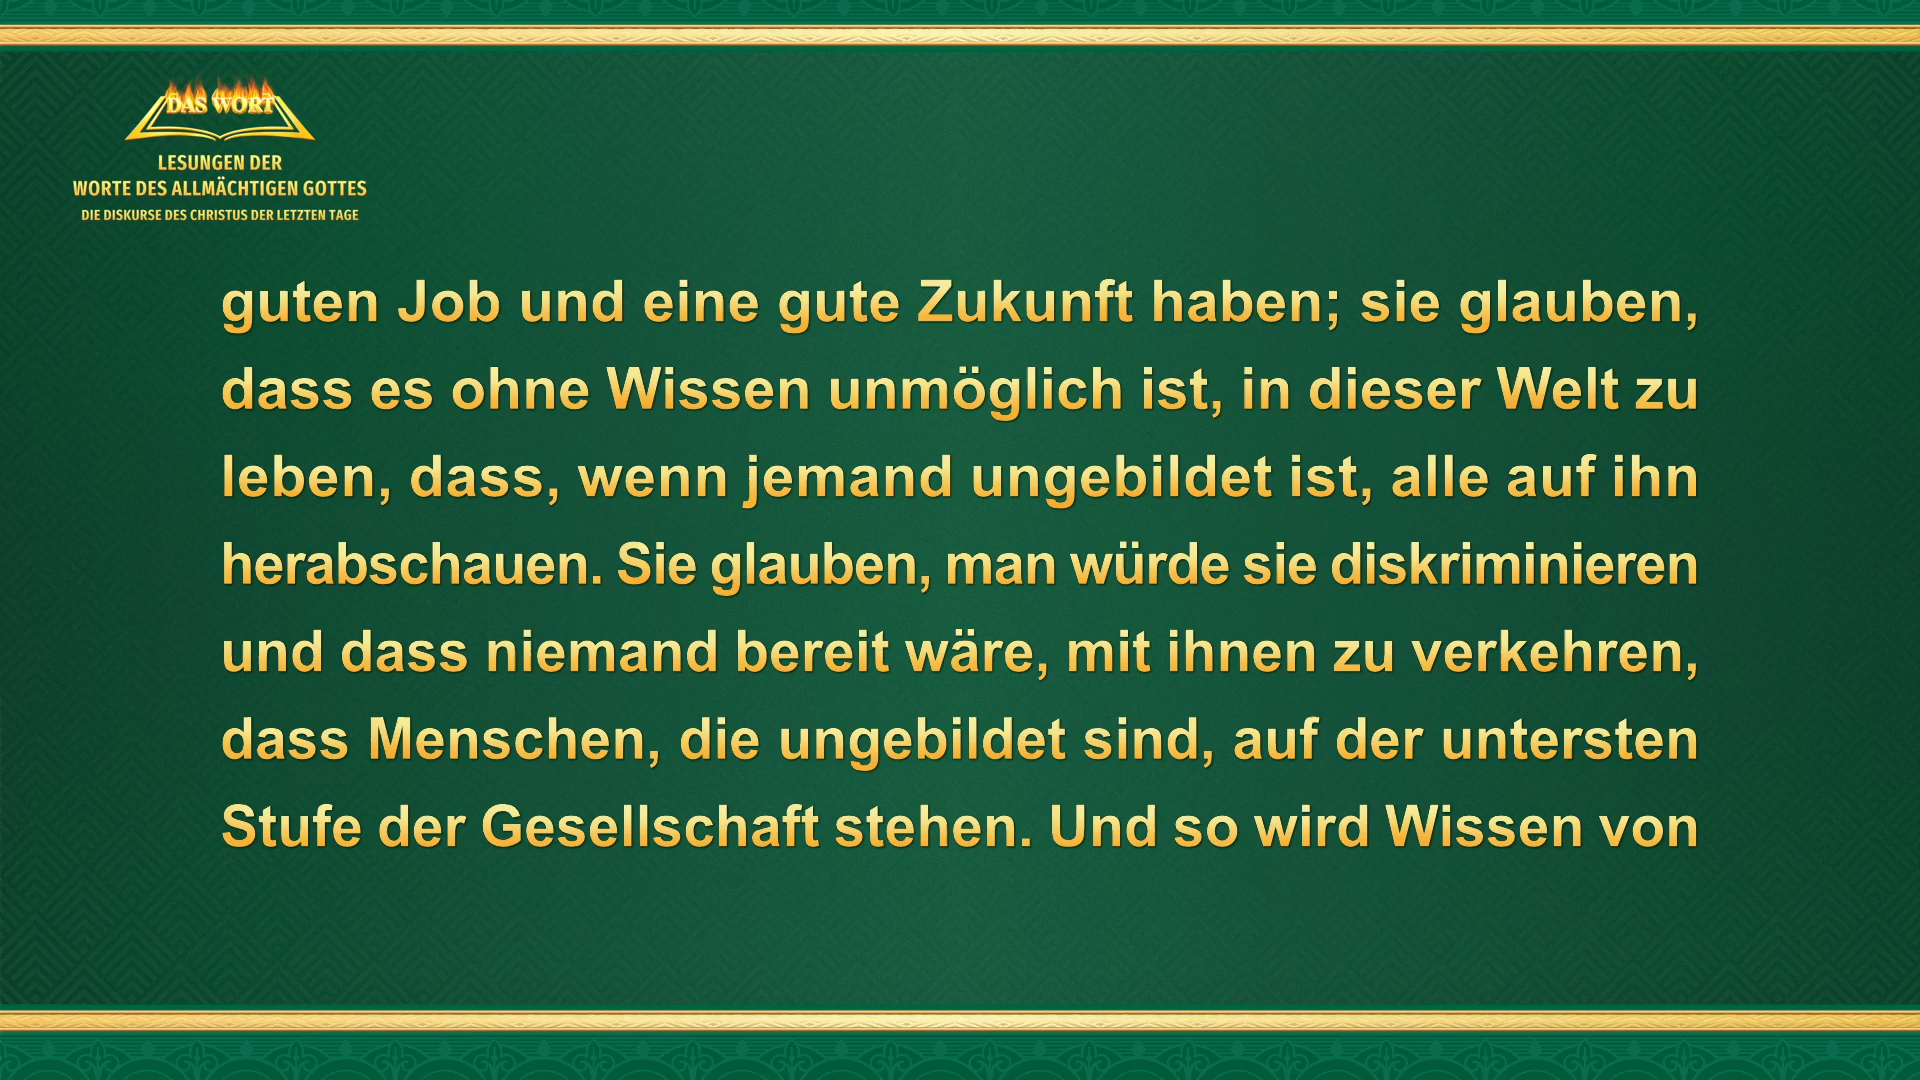 DAS WORT
LESUNGEN DER
WORTE DES ALLMÄCHTIGEN GOTTES
DIE DISKURSE DES CHRISTUS DER LETZTEN TAGE
guten Job und eine gute Zukunft haben; sie glauben,
dass es ohne Wissen unmöglich ist, in dieser Welt zu
leben, dass, wenn jemand ungebildet ist, alle auf ihn
herabschauen. Sie glauben, man würde sie diskriminieren
und dass niemand bereit wäre, mit ihnen zu verkehren,
dass Menschen, die ungebildet sind, auf der untersten
Stufe der Gesellschaft stehen. Und so wird Wissen von